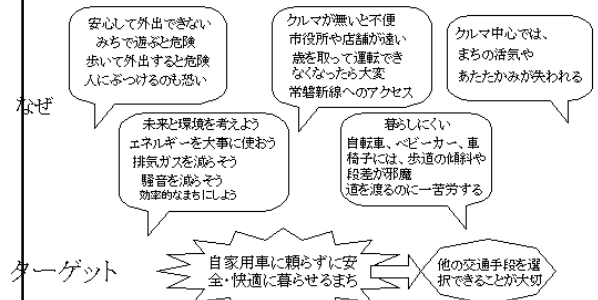 安心して外出できない
みちで遊ぶと危険
歩いて外出すると危険
人にぶつけるのも恐い
クルマが無いと不便
市役所や店舗が遠い
歳を取って運転でき
なくなったら大変
常磐新線へのアクセス
クルマ中心では、
まちの活気や
あたたかみが失われる
なぜ
未来と環境を考えよう
エネルギーを大事に使おう
排気ガスを減らそう
騒音を減らそう
効率的なまちにしよう
暮らしにくい
自転車、ベビーカー、車
椅子には、歩道の傾斜や
段差が邪魔
道を渡るのに一苦労する
ターゲット
自家用車に頼らずに安
全・快適に暮らせるまち
他の交通手段を選
択できることが大切